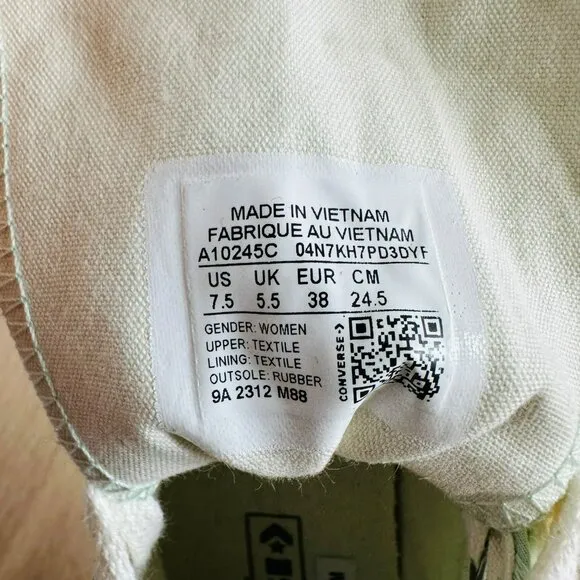 MADE IN VIETNAM
FABRIQUE AU VIETNAM
A10245C 04N7KH7PD3DYF
US UK EUR CM
7.5 5.5 38 24.5
GENDER: WOMEN
UPPER: TEXTILE
LINING: TEXTILE
OUTSOLE: RUBBER
9A 2312 M88
CONVERSE